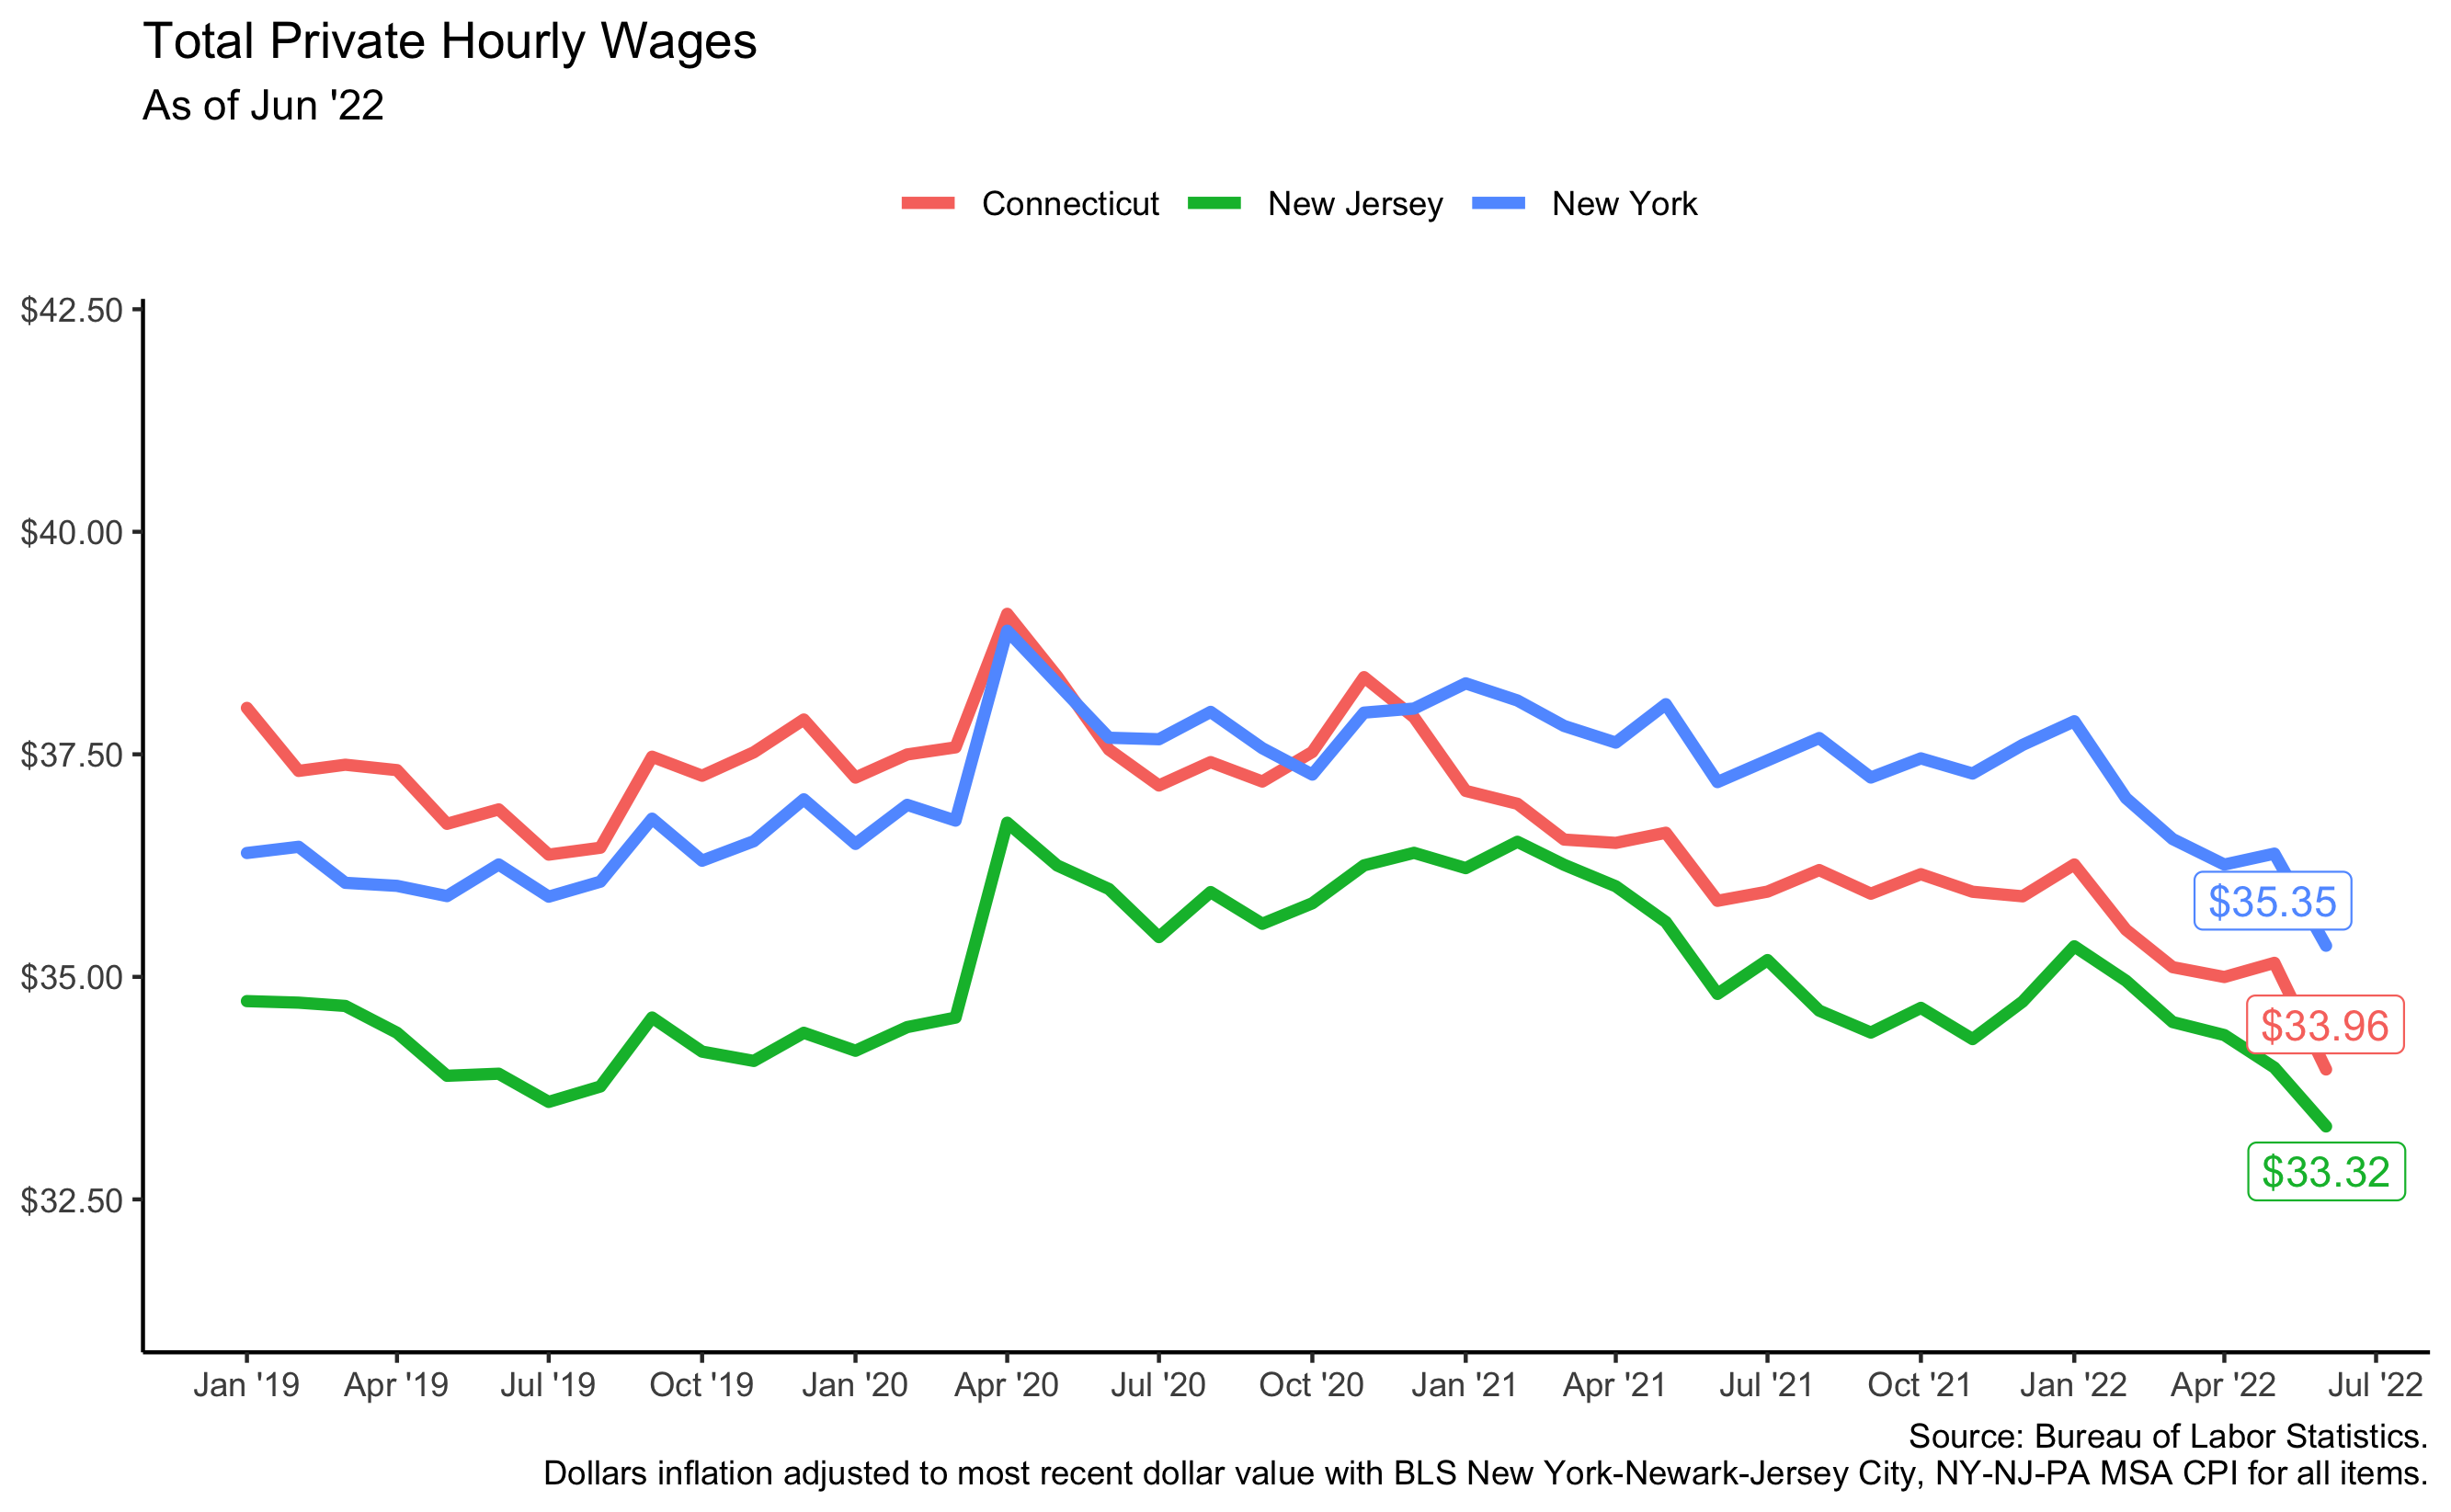 Total Private Hourly Wages
As of Jun '22
Connecticut New Jersey New York
$42.50
$40.00
$37.50
$35.00
$32.50
$35.35
$33.96
$33.32
Jan '19 Apr '19 Jul '19 Oct '19 Jan '20 Apr '20 Jul '20 Oct '20 Jan '21 Apr '21 Jul '21 Oct '21 Jan '22 Apr '22 Jul '22
Source: Bureau of Labor Statistics.
Dollars inflation adjusted to most recent dollar value with BLS New York-Newark-Jersey City, NY-NJ-PA MSA CPI for all items.